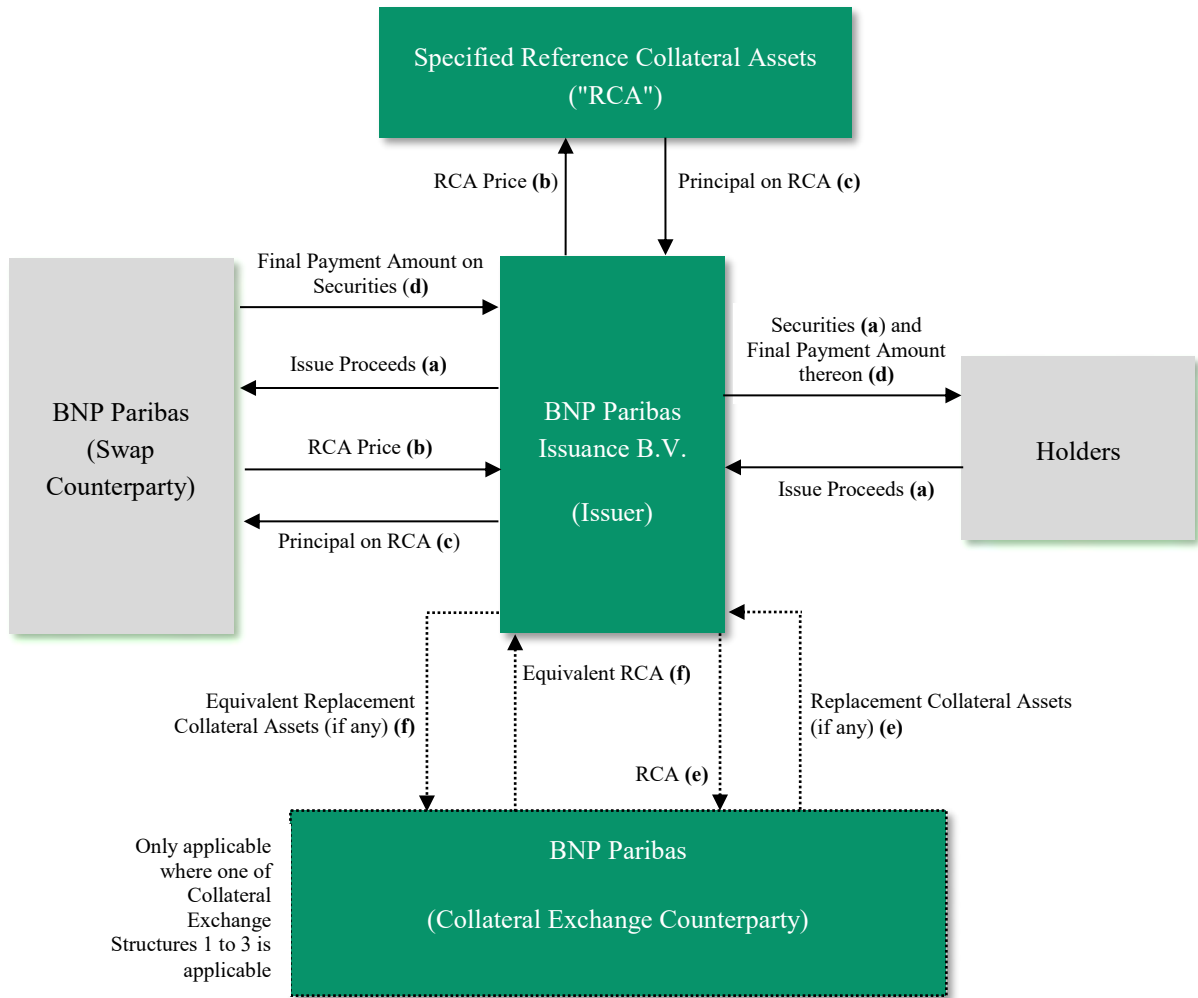 Specified Reference Collateral Assets
("RCA")
RCA Price (b)
Principal on RCA (c)
Final Payment Amount on
Securities (d)
Issue Proceeds (a)
RCA Price (b)
Principal on RCA (c)
BNP Paribas
(Swap
Counterparty)
BNP Paribas
Issuance B.V.
(Issuer)
Securities (a) and
Final Payment Amount
thereon (d)
Issue Proceeds (a)
Holders
Equivalent Replacement
Collateral Assets (if any) (f)
Equivalent RCA (f)
RCA (e)
Replacement Collateral Assets
(if any) (e)
Only applicable
where one of
Collateral
Exchange
Structures 1 to 3 is
applicable
BNP Paribas
(Collateral Exchange Counterparty)